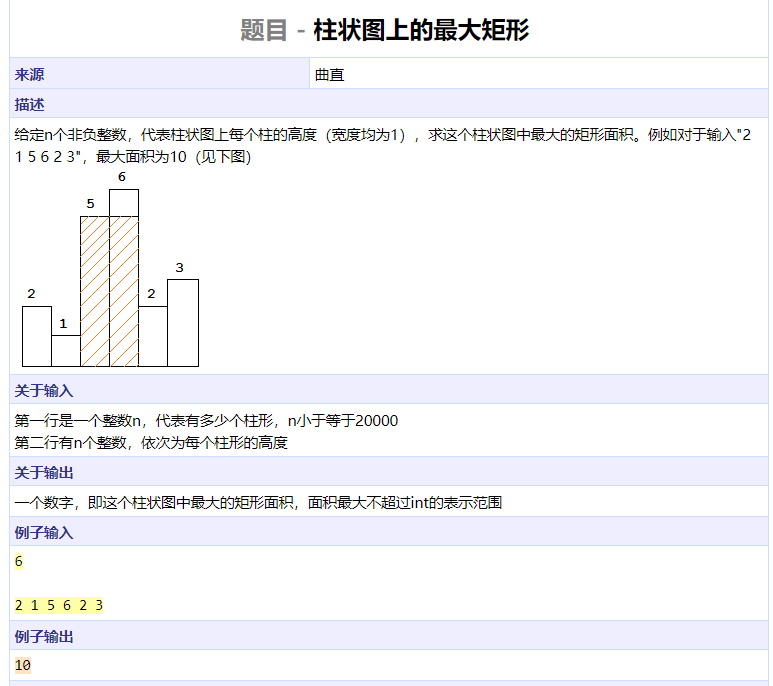 题目 - 柱状图上的最大矩形
来源 曲直
描述
给定n个非负整数，代表柱状图上每个柱的高度（宽度均为1），求这个柱状图中最大的矩形面积。例如对于输入"2
1 5 6 2 3"，最大面积为10（见下图）
6
5
3
2
2
1
关于输入
第一行是一个整数n，代表有多少个柱形，n小于等于20000
第二行有n个整数，依次为每个柱形的高度
关于输出
一个数字，即这个柱状图中最大的矩形面积，面积最大不超过int的表示范围
例子输入
6
2 1 5 6 2 3
例子输出
10